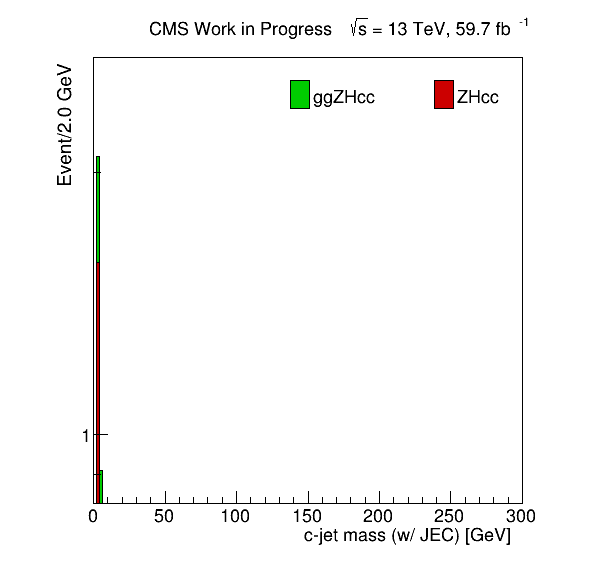 CMS Work in Progress √s = 13 TeV, 59.7 fb -1
Event/2.0 GeV
ggZHcc
ZHcc
1
0 50 100 150 200 250 300
c-jet mass (w/ JEC) [GeV]